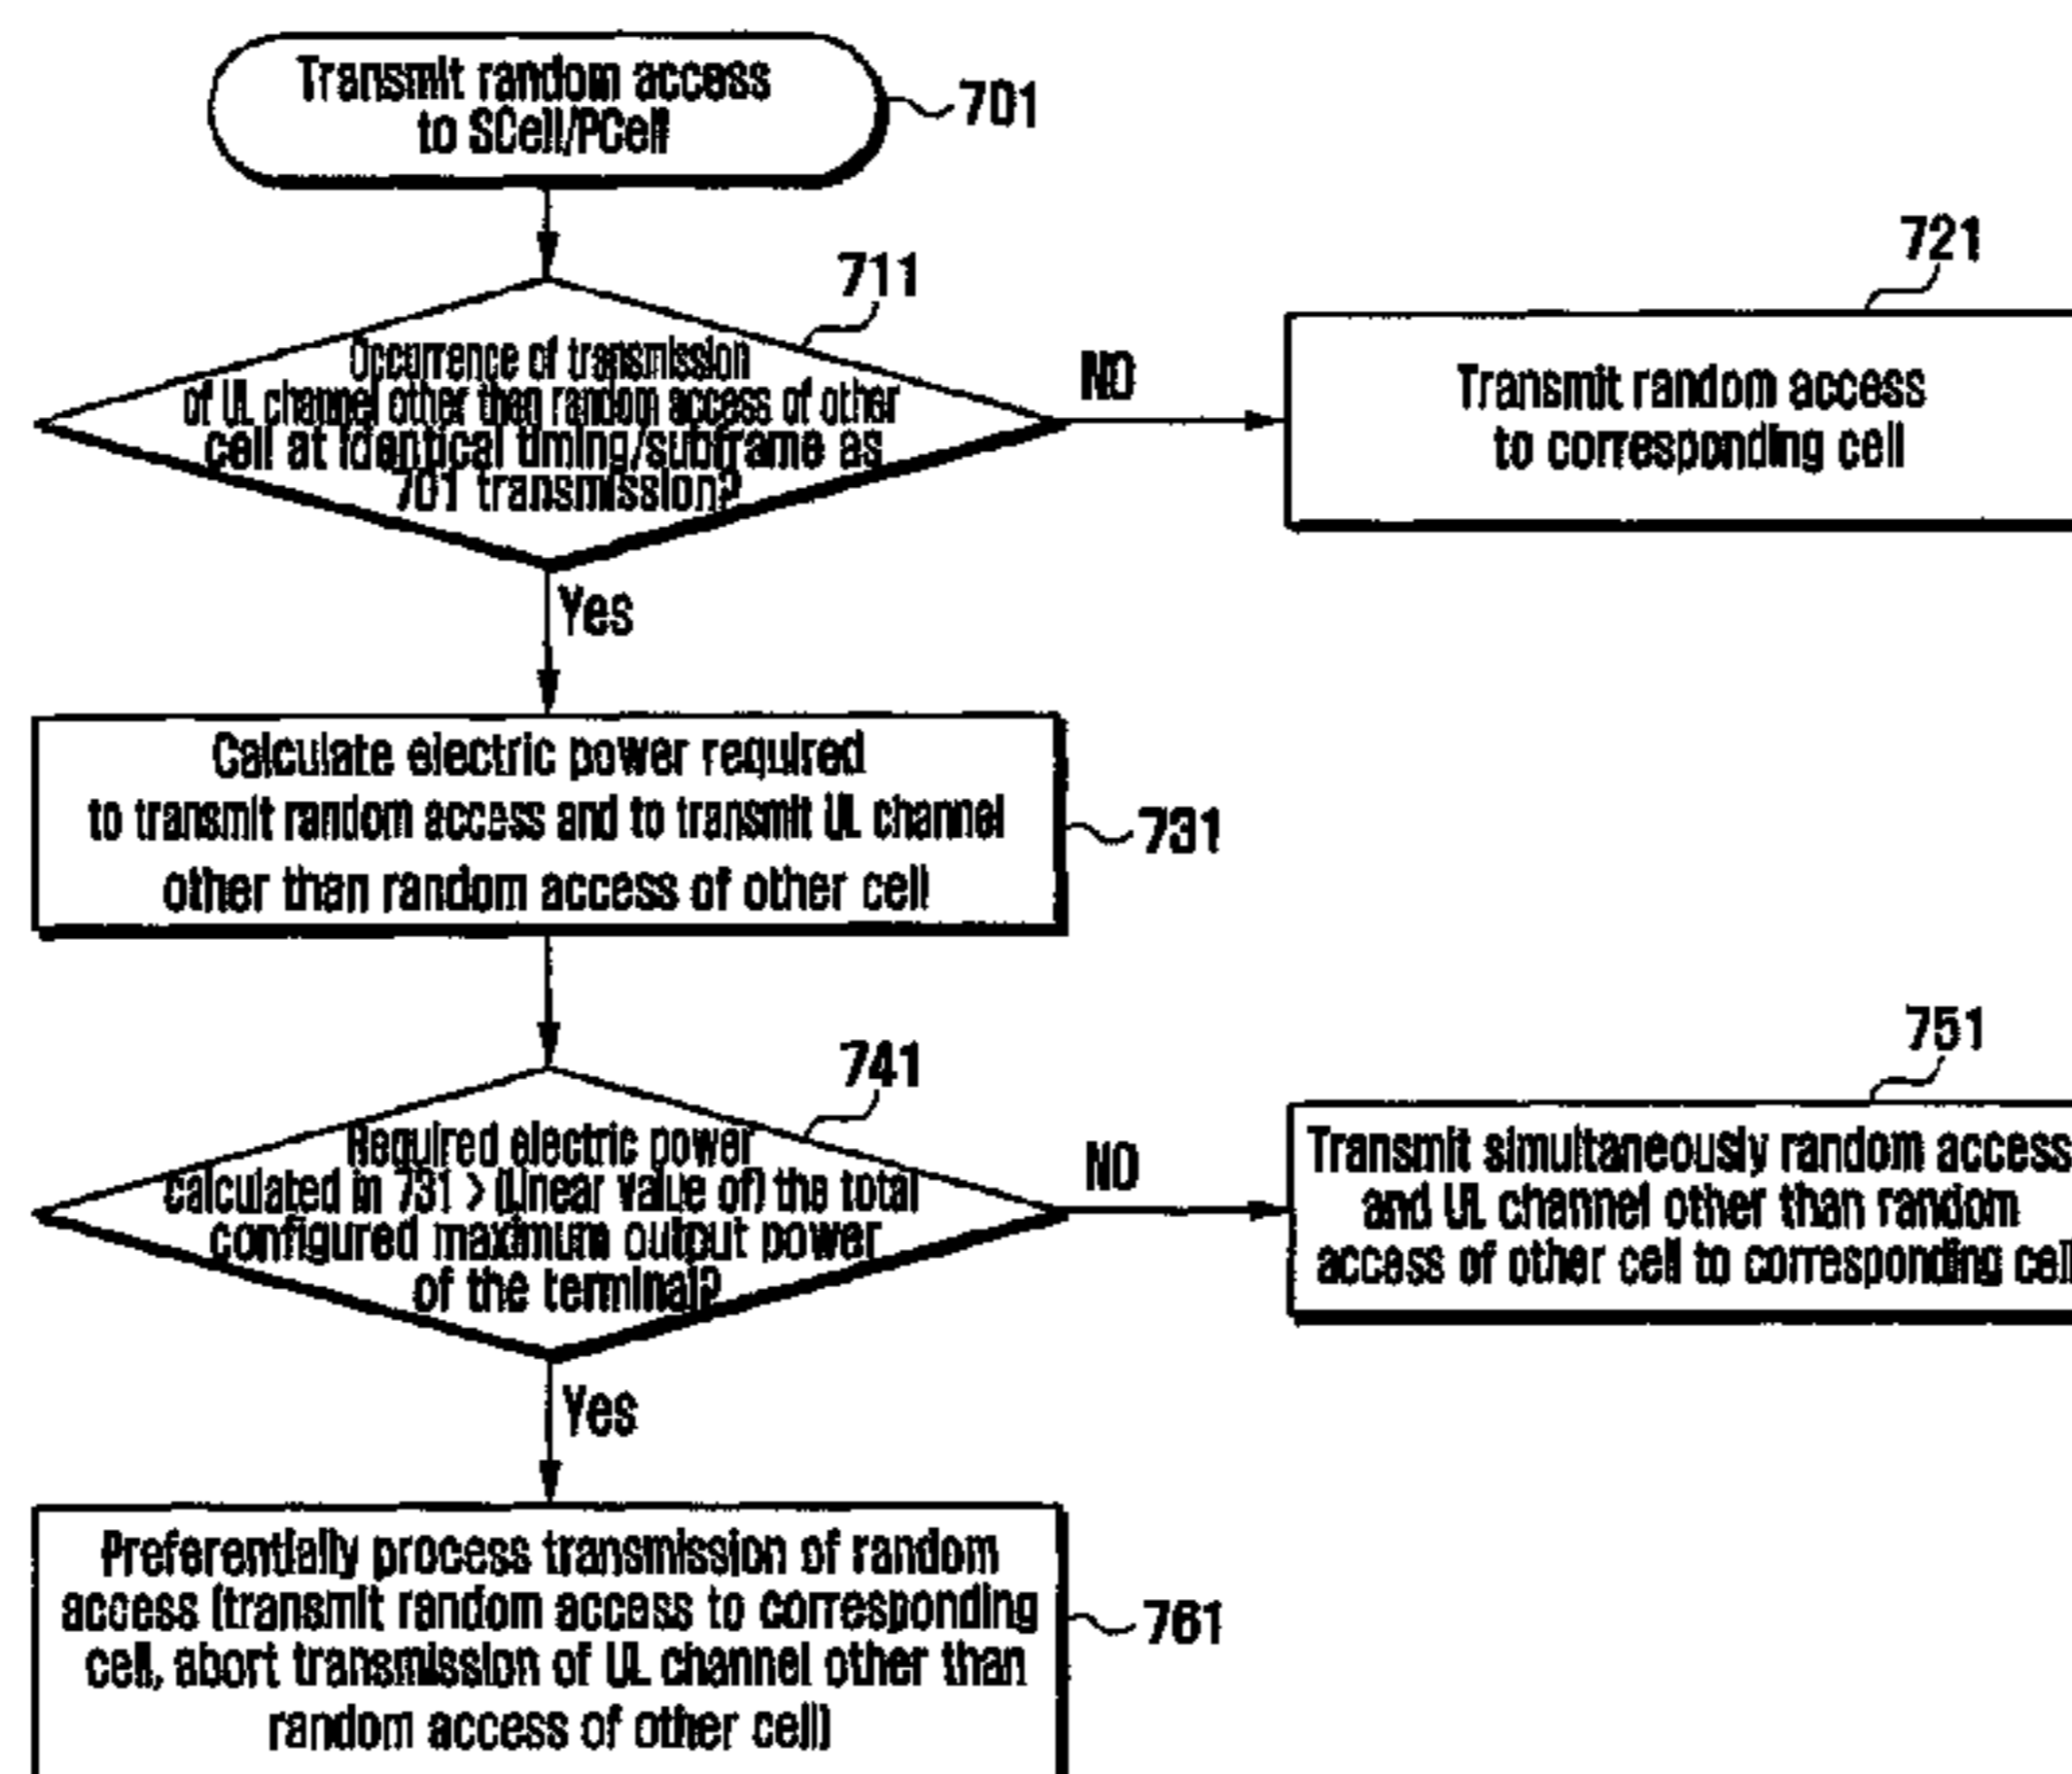 Transmit random access
to SCell/PCell
701
711
Occurrence of transmission
of UL channel other than random access of other
cell at identical timing/subframe as
701 transmission?
NO
721
Transmit random access
to corresponding cell
Yes
Calculate electric power required
to transmit random access and to transmit UL channel
other than random access of other cell
731
741
Required electric power
calculated in 731 > (Linear value of) the total
configured maximum output power
of the terminal?
NO
751
Transmit simultaneously random access
and UL channel other than random
access of other cell to corresponding cell
Yes
Preferentially process transmission of random
access (transmit random access to corresponding
cell, abort transmission of UL channel other than
random access of other cell)
761